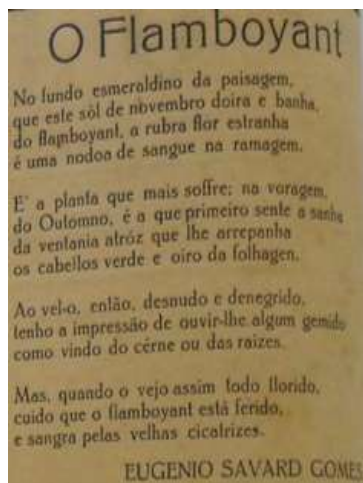 O Flamboyant
No fundo esmeraldino da paisagem,
que este sól de novembro doira e banha,
do flamboyant, a rubra flor estranha
é uma nodoa de sangue na ramagem.
E' a planta que mais soffre; na voragem,
do Outomno, é a que primeiro sente a sanha
da ventania atróz que lhe arrepanha
os cabellos verde e oiro da folhagen.
Ao vel-o, então, desnudo e denegrido,
tenho a impressão de ouvir-lhe algum gemido
como vindo do cérne ou das raizes.
Mas, quando o vejo assim todo florido,
cuido que o flamboyant está ferido,
e sangra pelas velhas cicatrizes.
EUGENIO SAVARD GOMES